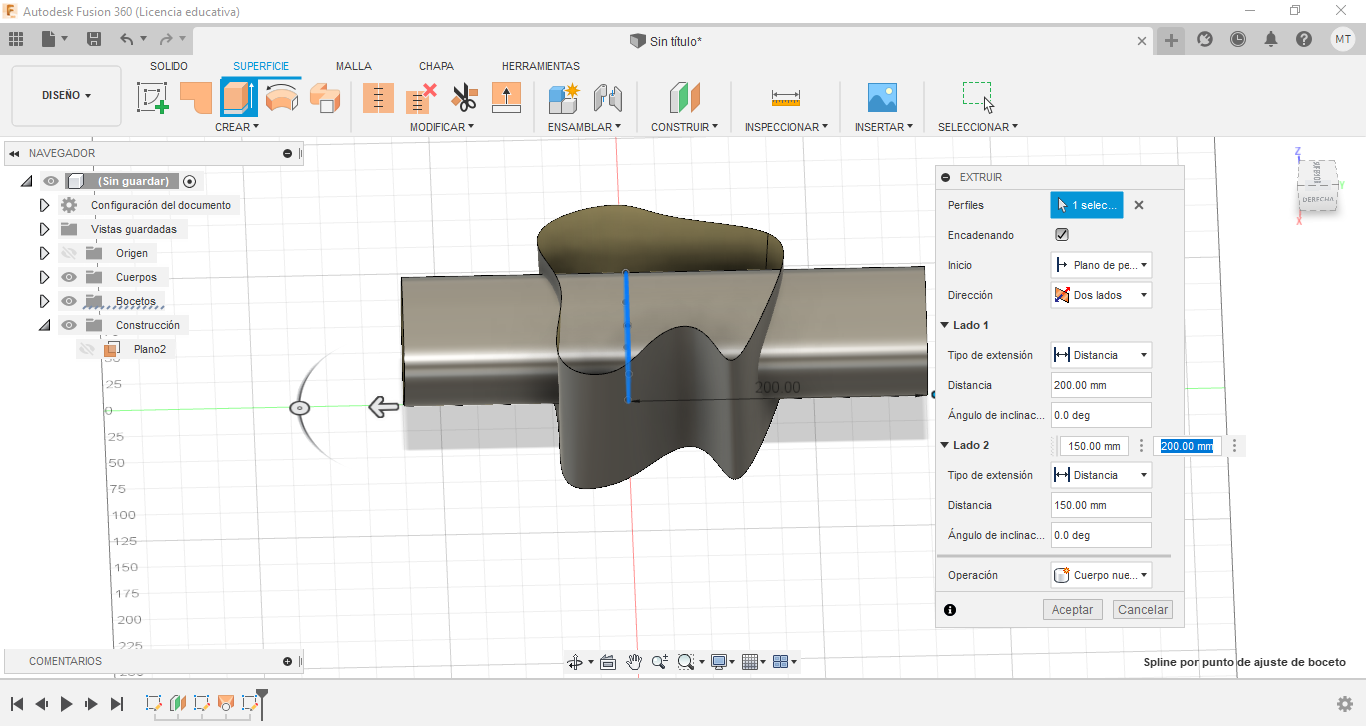 Autodesk Fusion 360 (Licencia educativa)
Sin título*
MT
DISEÑO
SOLIDO SUPERFICIE MALLA CHAPA HERRAMIENTAS
CREAR MODIFICAR ENSAMBLAR CONSTRUIR INSPECCIONAR INSERTAR SELECCIONAR
NAVEGADOR
(Sin guardar)
Configuración del documento
Vistas guardadas
Origen
Cuerpos
Bocetos
Construcción
Plano2
25
0
25
50
75
100
125
150
175
200
225
200.00
Z
Y
X
DERECHA
EXTRUIR
Perfiles 1 selec...
Encadenando
Inicio Plano de pe...
Dirección Dos lados
Lado 1
Tipo de extensión Distancia
Distancia 200.00 mm
Ángulo de inclinac... 0.0 deg
Lado 2 150.00 mm 200.00 mm
Tipo de extensión Distancia
Distancia 150.00 mm
Ángulo de inclinac... 0.0 deg
Operación Cuerpo nue...
Aceptar Cancelar
COMENTARIOS
Spline por punto de ajuste de boceto